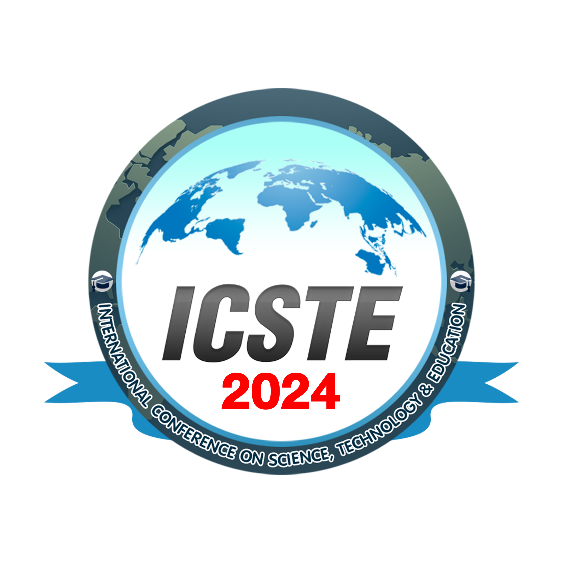 ICSTE
2024
INTERNATIONAL CONFERENCE ON SCIENCE, TECHNOLOGY & EDUCATION